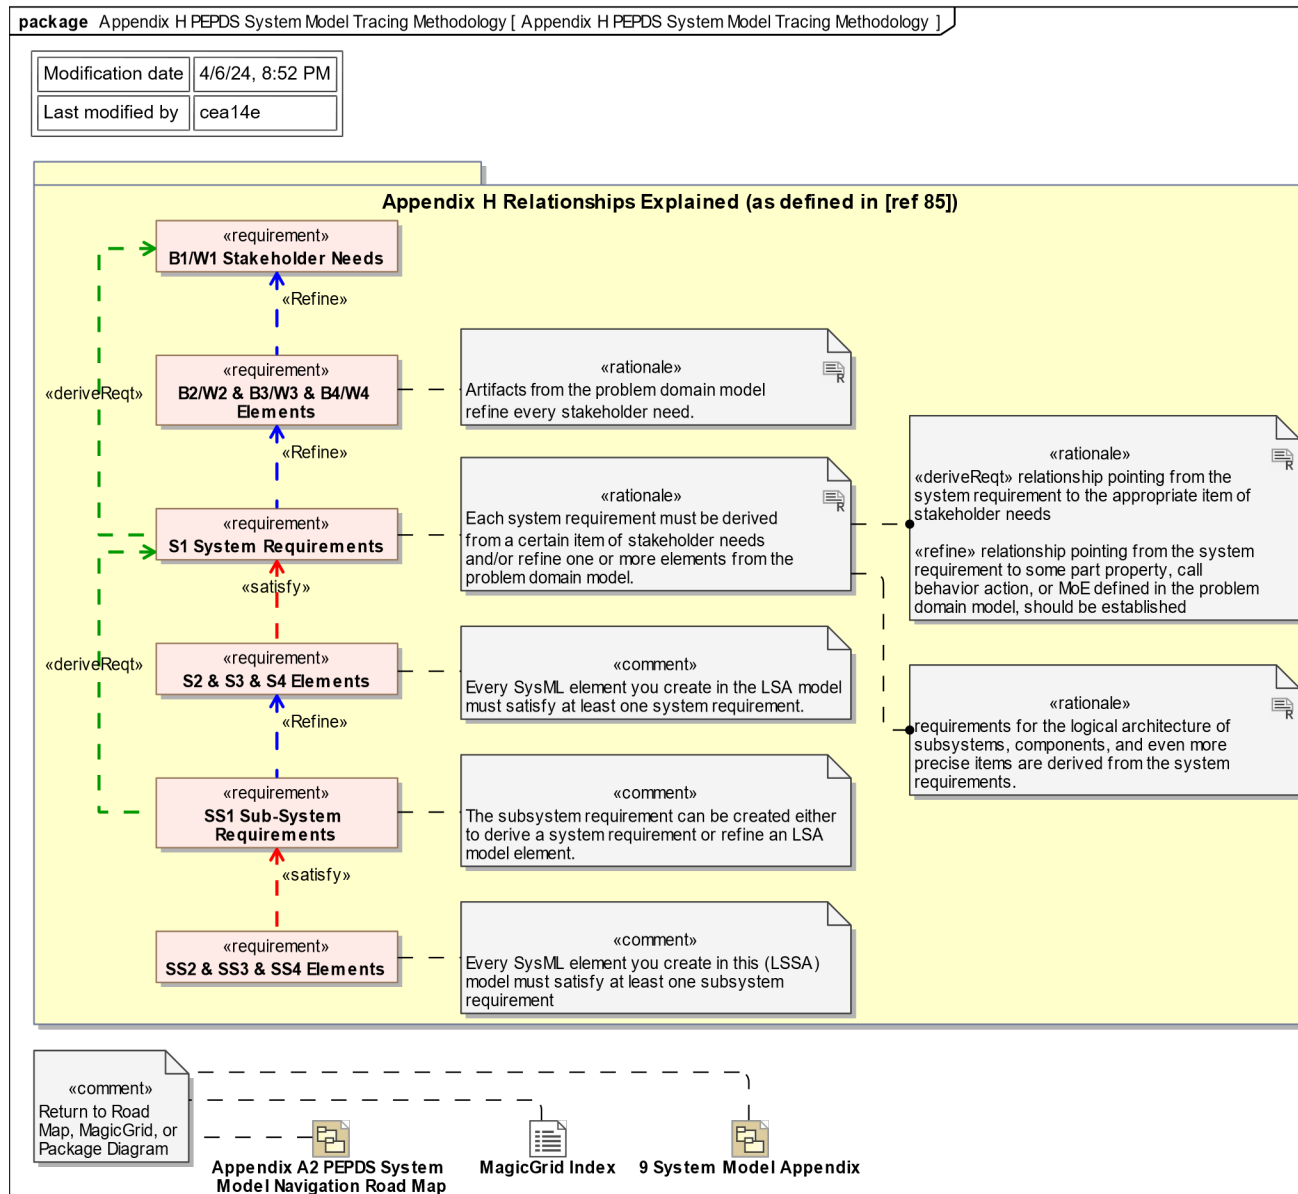 package Appendix H PEPDS System Model Tracing Methodology [ Appendix H PEPDS System Model Tracing Methodology ]
Modification date 4/6/24, 8:52 PM
Last modified by cea14e
Appendix H Relationships Explained (as defined in [ref 85])
«requirement»
B1/W1 Stakeholder Needs
«Refine»
«requirement»
B2/W2 & B3/W3 & B4/W4
Elements
«rationale»
Artifacts from the problem domain model
refine every stakeholder need.
R
«deriveReqt»
«Refine»
«requirement»
S1 System Requirements
«rationale»
Each system requirement must be derived
from a certain item of stakeholder needs
and/or refine one or more elements from the
problem domain model.
R
«rationale»
«deriveReqt» relationship pointing from the
system requirement to the appropriate item of
stakeholder needs
«refine» relationship pointing from the system
requirement to some part property, call
behavior action, or MoE defined in the problem
domain model, should be established
R
«satisfy»
«requirement»
S2 & S3 & S4 Elements
«comment»
Every SysML element you create in the LSA model
must satisfy at least one system requirement.
«rationale»
requirements for the logical architecture of
subsystems, components, and even more
precise items are derived from the system
requirements.
R
«deriveReqt»
«Refine»
«requirement»
SS1 Sub-System
Requirements
«comment»
The subsystem requirement can be created either
to derive a system requirement or refine an LSA
model element.
«satisfy»
«requirement»
SS2 & SS3 & SS4 Elements
«comment»
Every SysML element you create in this (LSSA)
model must satisfy at least one subsystem
requirement
«comment»
Return to Road
Map, MagicGrid, or
Package Diagram
Appendix A2 PEPDS System
Model Navigation Road Map
MagicGrid Index
9 System Model Appendix